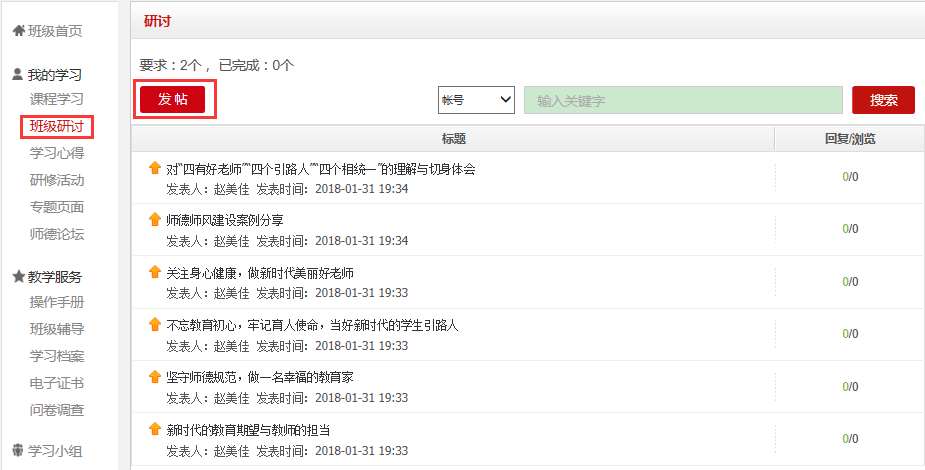 班级首页
我的学习
课程学习
班级研讨
学习心得
研修活动
专题页面
师德论坛
教学服务
操作手册
班级辅导
学习档案
电子证书
问卷调查
学习小组
研讨
要求：2个 ，已完成：0个
发 帖
帐号
输入关键字
搜索
标题
回复/浏览
对“四有好老师”“四个引路人”“四个相统一”的理解与切身体会
发表人：赵美佳 发表时间：2018-01-31 19:34
0/0
师德师风建设案例分享
发表人：赵美佳 发表时间：2018-01-31 19:34
0/0
关注身心健康，做新时代美丽好老师
发表人：赵美佳 发表时间：2018-01-31 19:33
0/0
不忘教育初心，牢记育人使命，当好新时代的学生引路人
发表人：赵美佳 发表时间：2018-01-31 19:33
0/0
坚守师德规范，做一名幸福的教育家
发表人：赵美佳 发表时间：2018-01-31 19:33
0/0
新时代的教育期望与教师的担当
发表人：赵美佳 发表时间：2018-01-31 19:33
0/0